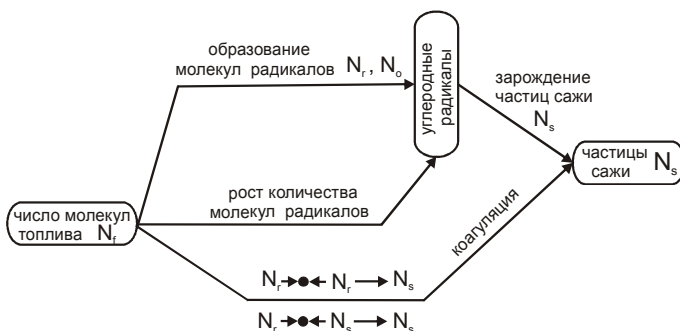 образование
молекул радикалов Nᵣ , Nₒ
углеродные
радикалы
зарождение
частиц сажи
Nₛ
частицы
сажи Nₛ
рост количества
молекул радикалов
число молекул
топлива N_f
коагуляция
Nᵣ →●← Nᵣ → Nₛ
Nᵣ →●← Nₛ → Nₛ